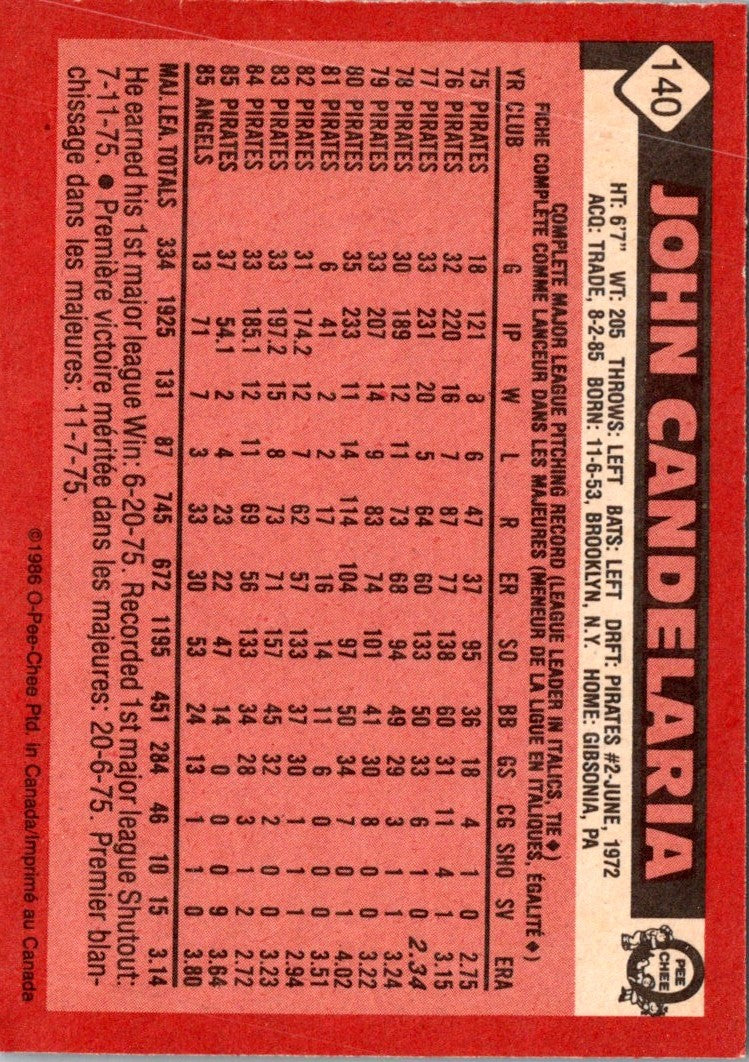 140
JOHN CANDELARIA
HT: 6'7" WT: 205 THROWS: LEFT BATS: LEFT DRFT: PIRATES #2-JUNE, 1972
ACQ: TRADE, 8-2-85 BORN: 11-6-53, BROOKLYN, N.Y. HOME: GIBSONIA, PA
O
PEE
CHEE
COMPLETE MAJOR LEAGUE PITCHING RECORD (LEAGUE LEADER IN ITALICS, TIE ♦)
FICHE COMPLÈTE COMME LANCEUR DANS LES MAJEURES (MENEUR DE LA LIGUE EN ITALIQUES, ÉGALITÉ ♦)
YR CLUB G IP W L R ER SO BB GS CG SHO SV ERA
75 PIRATES 18 121 8 6 47 37 95 36 18 4 1 0 2.75
76 PIRATES 32 220 16 7 87 77 138 60 31 11 4 1 3.15
77 PIRATES 33 231 20 5 64 60 133 50 33 6 1 0 2.34
78 PIRATES 30 189 12 11 73 68 94 49 29 3 1 1 3.24
79 PIRATES 33 207 14 9 83 74 101 41 30 8 0 0 3.22
80 PIRATES 35 233 11 14 114 104 97 50 34 7 0 1 4.02
81 PIRATES 6 41 2 2 17 16 14 11 6 0 0 0 3.51
82 PIRATES 31 174.2 12 7 62 57 133 37 30 1 1 1 2.94
83 PIRATES 33 197.2 15 8 73 71 157 45 32 2 0 0 3.23
84 PIRATES 33 185.1 12 11 69 56 133 34 28 3 1 2 2.72
85 PIRATES 37 54.1 2 4 23 22 47 14 0 0 0 9 3.64
85 ANGELS 13 71 7 3 33 30 53 24 13 1 1 0 3.80
MAJ. LEA. TOTALS 334 1925 131 87 745 672 1195 451 284 46 10 15 3.14
He earned his 1st major league Win: 6-20-75. Recorded 1st major league Shutout:
7-11-75. ● Première victoire méritée dans les majeures: 20-6-75. Premier blan-
chissage dans les majeures: 11-7-75.
©1986 O-Pee-Chee Ptd. in Canada/Imprimé au Canada